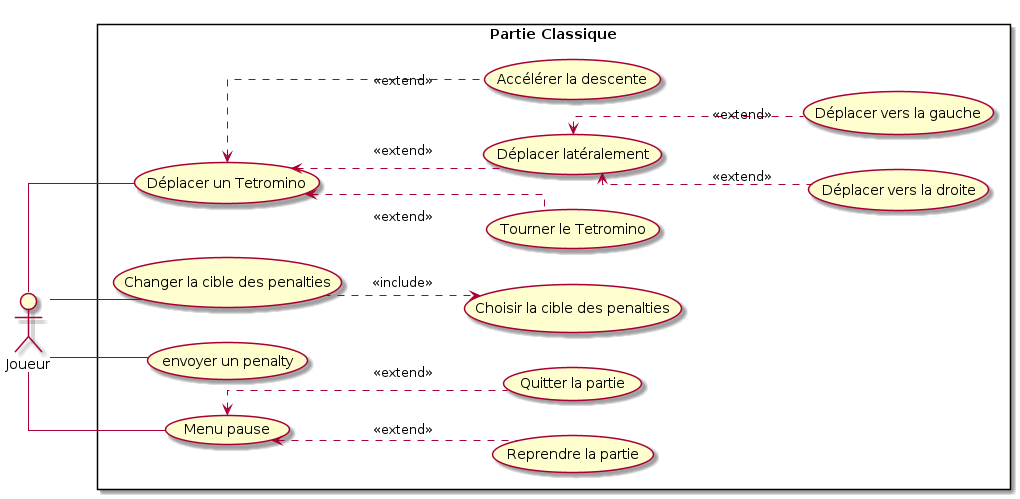 Partie Classique
Accélérer la descente
«extend»
Déplacer vers la gauche
«extend»
Déplacer latéralement
«extend»
Déplacer un Tetromino
«extend»
Déplacer vers la droite
«extend»
Tourner le Tetromino
Changer la cible des penalties
«include»
Choisir la cible des penalties
Joueur
envoyer un penalty
«extend»
Quitter la partie
Menu pause
«extend»
Reprendre la partie